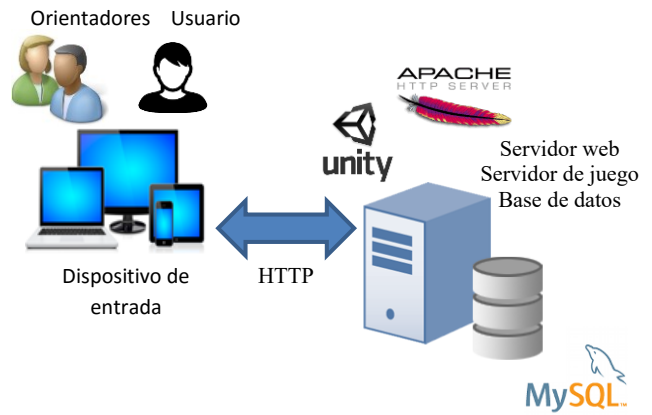 Orientadores Usuario
APACHE
HTTP SERVER
unity
Servidor web
Servidor de juego
Base de datos
HTTP
Dispositivo de
entrada
MySQL